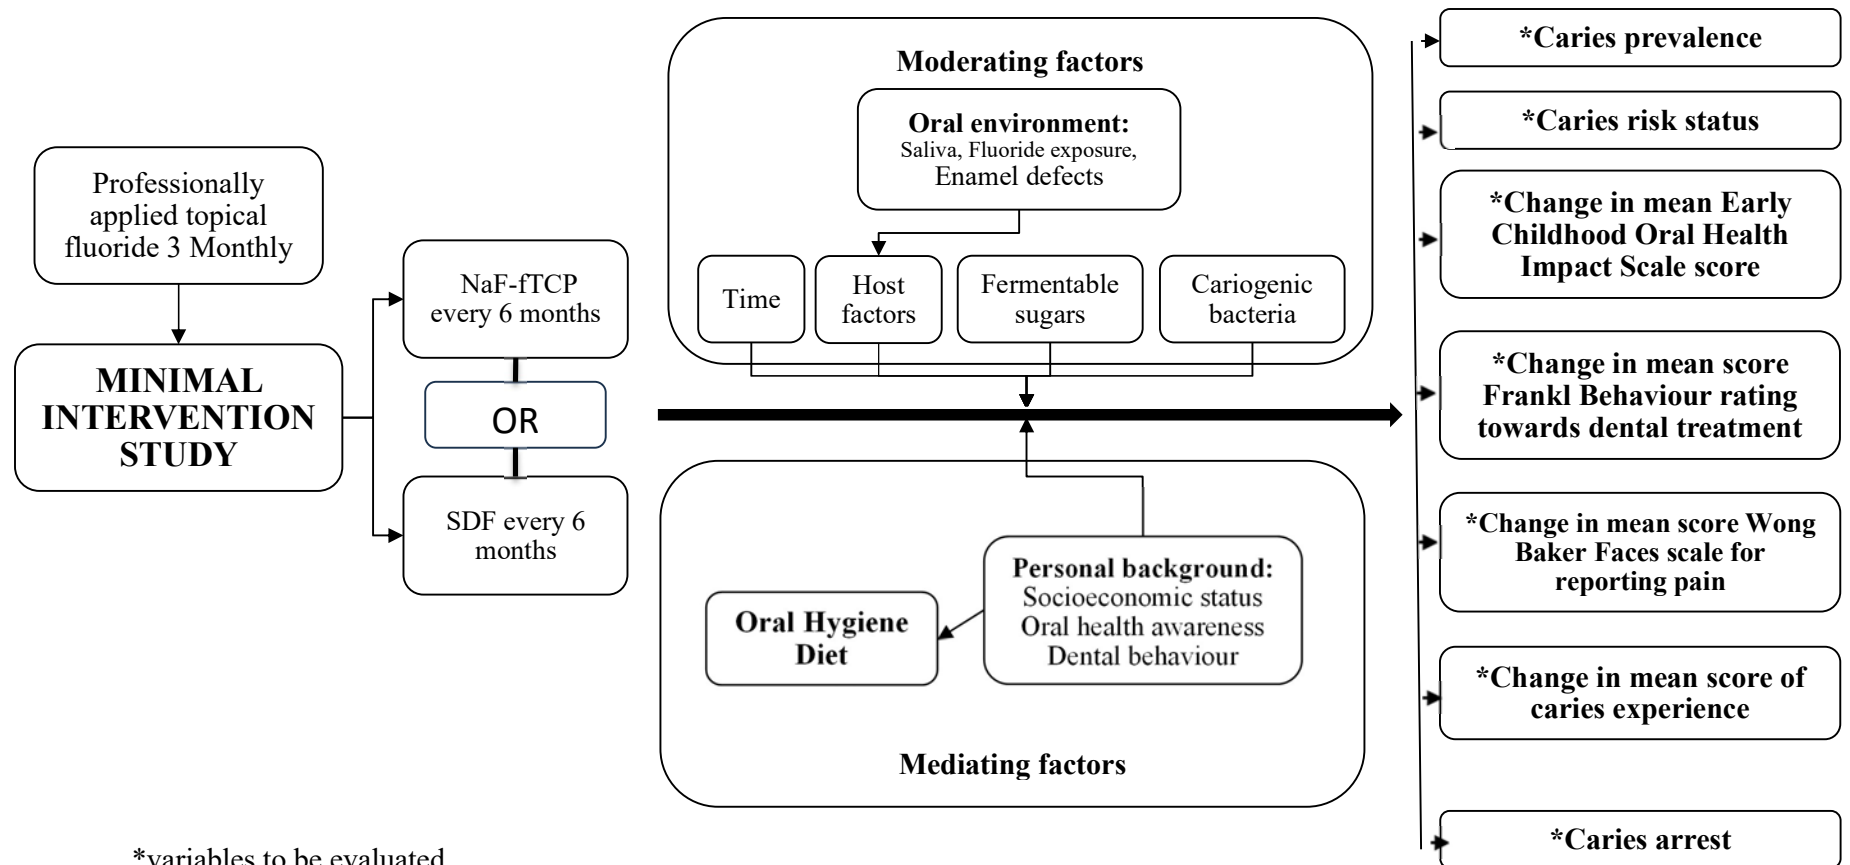 Professionally
applied topical
fluoride 3 Monthly
MINIMAL
INTERVENTION
STUDY
NaF-fTCP
every 6 months
OR
SDF every 6
months
Moderating factors
Oral environment:
Saliva, Fluoride exposure,
Enamel defects
Time
Host
factors
Fermentable
sugars
Cariogenic
bacteria
Personal background:
Socioeconomic status
Oral health awareness
Dental behaviour
Oral Hygiene
Diet
Mediating factors
*Caries prevalence
*Caries risk status
*Change in mean Early
Childhood Oral Health
Impact Scale score
*Change in mean score
Frankl Behaviour rating
towards dental treatment
*Change in mean score Wong
Baker Faces scale for
reporting pain
*Change in mean score of
caries experience
*Caries arrest
*variables to be evaluated